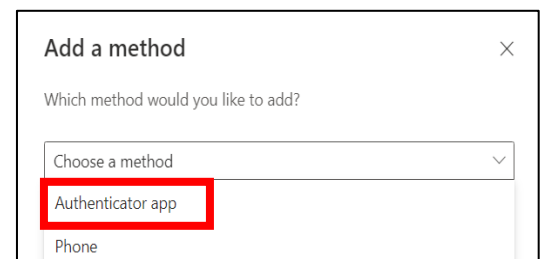 Add a method
Which method would you like to add?
Choose a method
Authenticator app
Phone